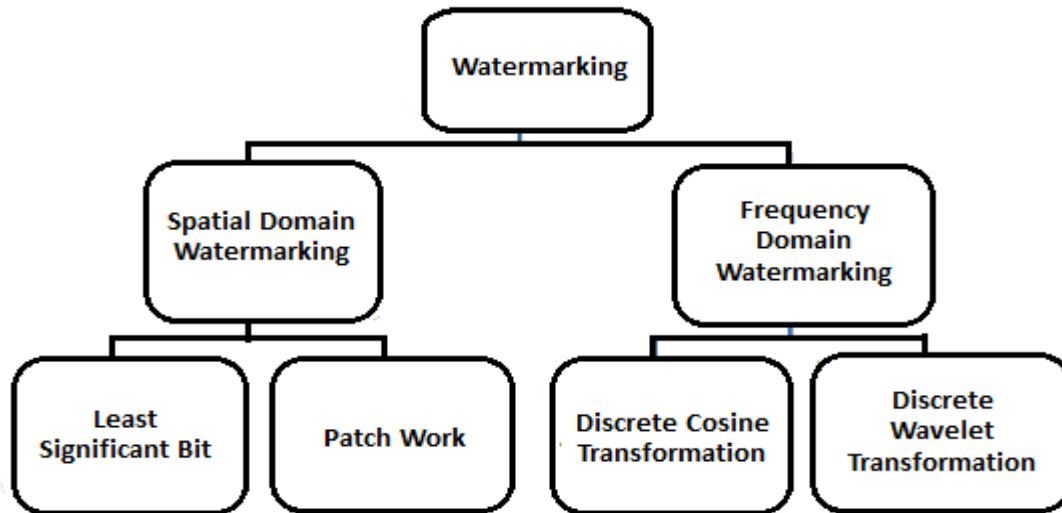 Watermarking
Spatial Domain
Watermarking
Frequency
Domain
Watermarking
Least
Significant Bit
Patch Work
Discrete Cosine
Transformation
Discrete
Wavelet
Transformation